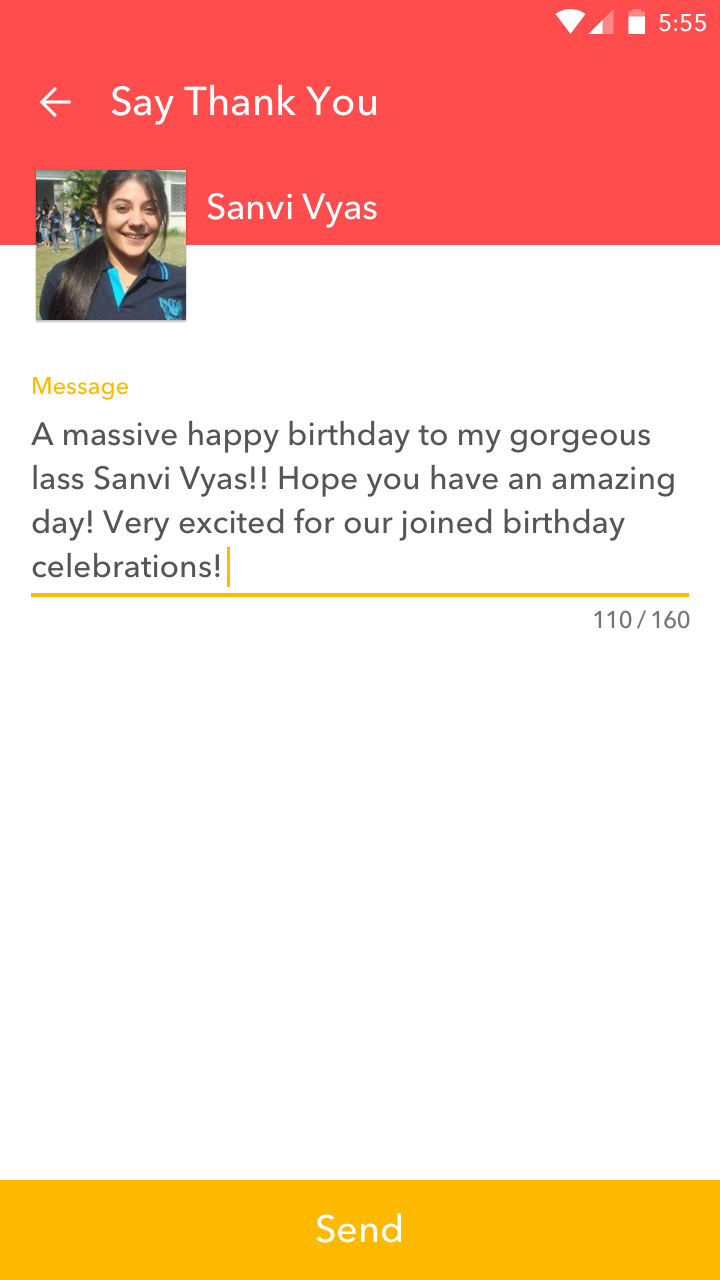 5:55
Say Thank You
Sanvi Vyas
Message
A massive happy birthday to my gorgeous
lass Sanvi Vyas!! Hope you have an amazing
day! Very excited for our joined birthday
celebrations!
110 / 160
Send